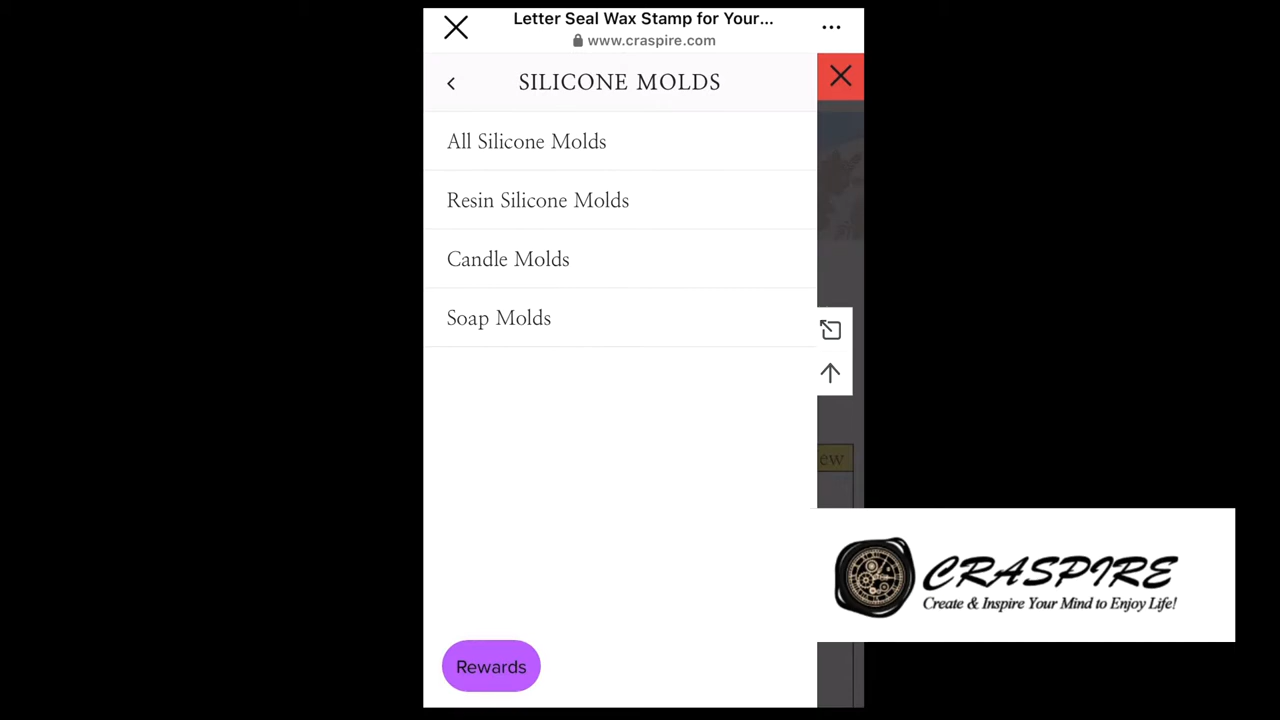 Letter Seal Wax Stamp for Your...
www.craspire.com
SILICONE MOLDS
All Silicone Molds
Resin Silicone Molds
Candle Molds
Soap Molds
ew
CRASPIRE
Create & Inspire Your Mind to Enjoy Life!
Rewards